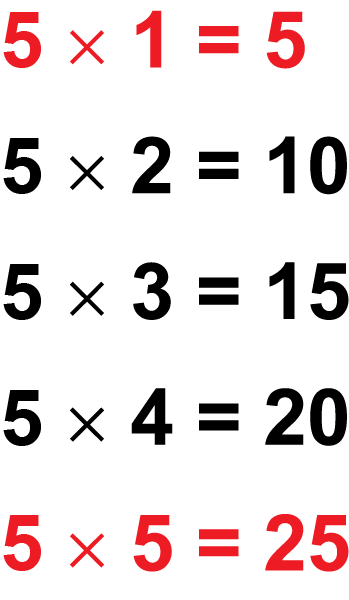 5 × 1 = 5
5 × 2 = 10
5 × 3 = 15
5 × 4 = 20
5 × 5 = 25